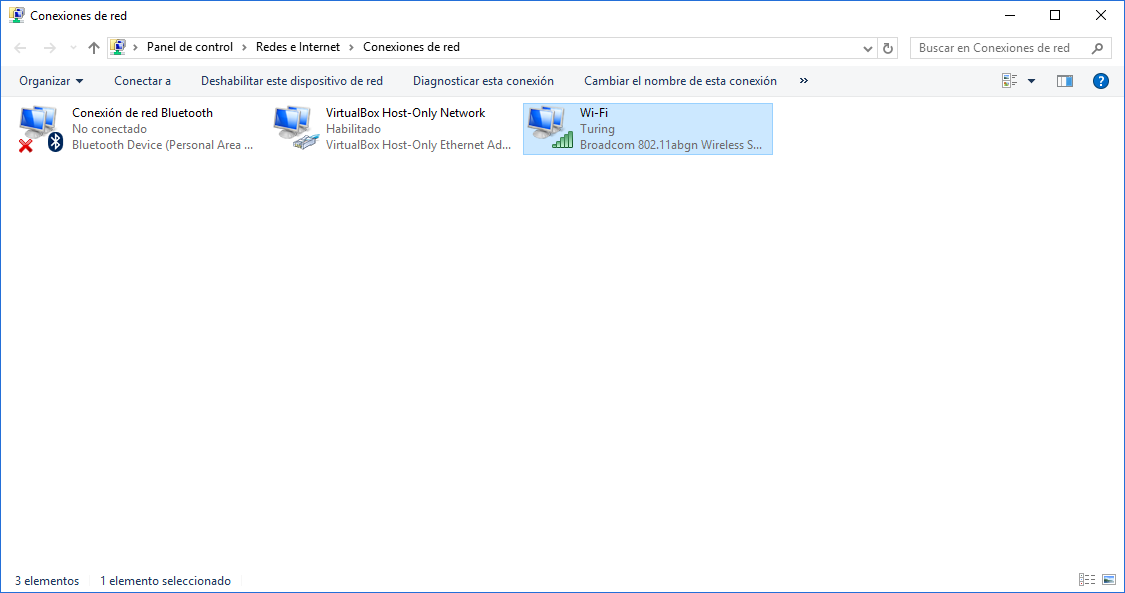 Conexiones de red
Panel de control > Redes e Internet > Conexiones de red
Buscar en Conexiones de red
Organizar Conectar a Deshabilitar este dispositivo de red Diagnosticar esta conexión Cambiar el nombre de esta conexión »
Conexión de red Bluetooth
No conectado
Bluetooth Device (Personal Area ...
VirtualBox Host-Only Network
Habilitado
VirtualBox Host-Only Ethernet Ad...
Wi-Fi
Turing
Broadcom 802.11abgn Wireless S...
3 elementos 1 elemento seleccionado